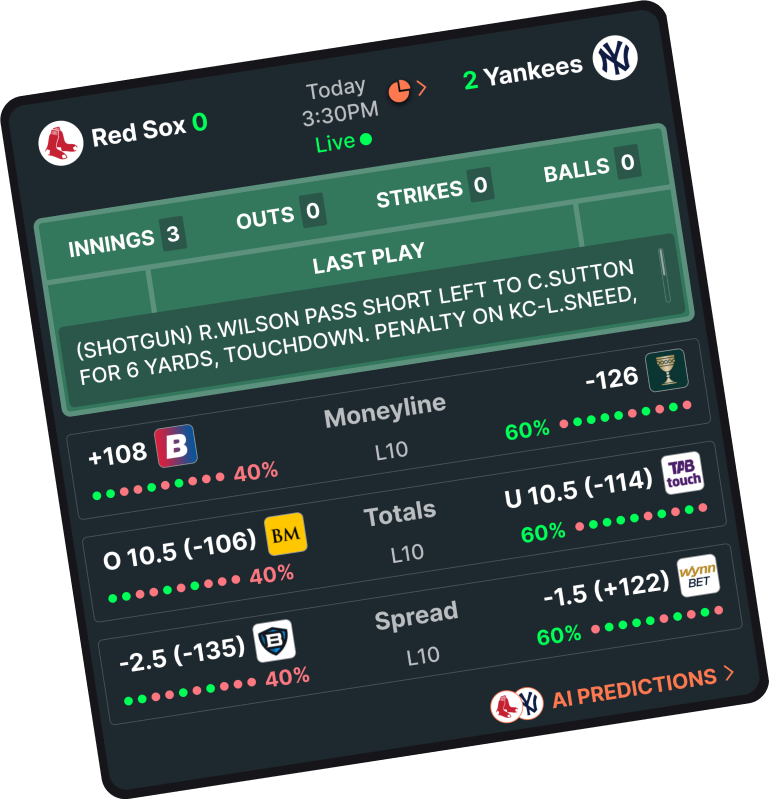 Red Sox 0
Today
3:30PM
Live
2 Yankees
INNINGS 3 OUTS 0 STRIKES 0 BALLS 0
LAST PLAY
(SHOTGUN) R.WILSON PASS SHORT LEFT TO C.SUTTON
FOR 6 YARDS, TOUCHDOWN. PENALTY ON KC-L.SNEED,
+108 B Moneyline -126
40% L10 60%
O 10.5 (-106) BM Totals U 10.5 (-114) TAB touch
40% L10 60%
-2.5 (-135) B Spread -1.5 (+122) wynn BET
40% L10 60%
AI PREDICTIONS